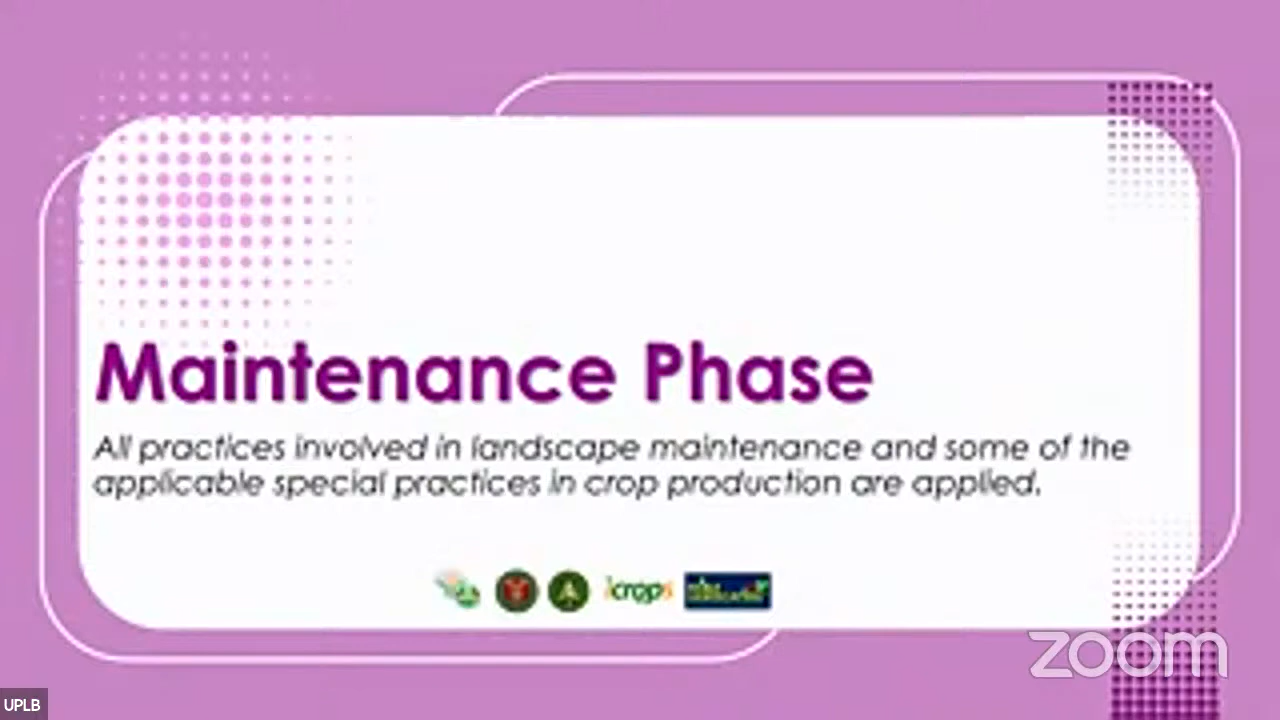 Maintenance Phase
All practices involved in landscape maintenance and some of the
applicable special practices in crop production are applied.
icrops
zoom
UPLB